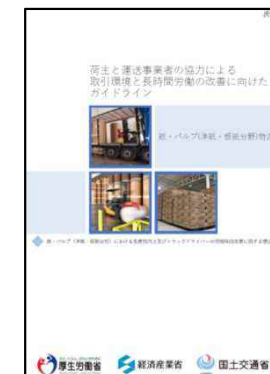 荷主と運送事業者の協力による
取引環境と長時間労働の改善に向けた
ガイドライン
紙・パルプ(洋紙・板紙分野)物流
厚生労働省
経済産業省
国土交通省